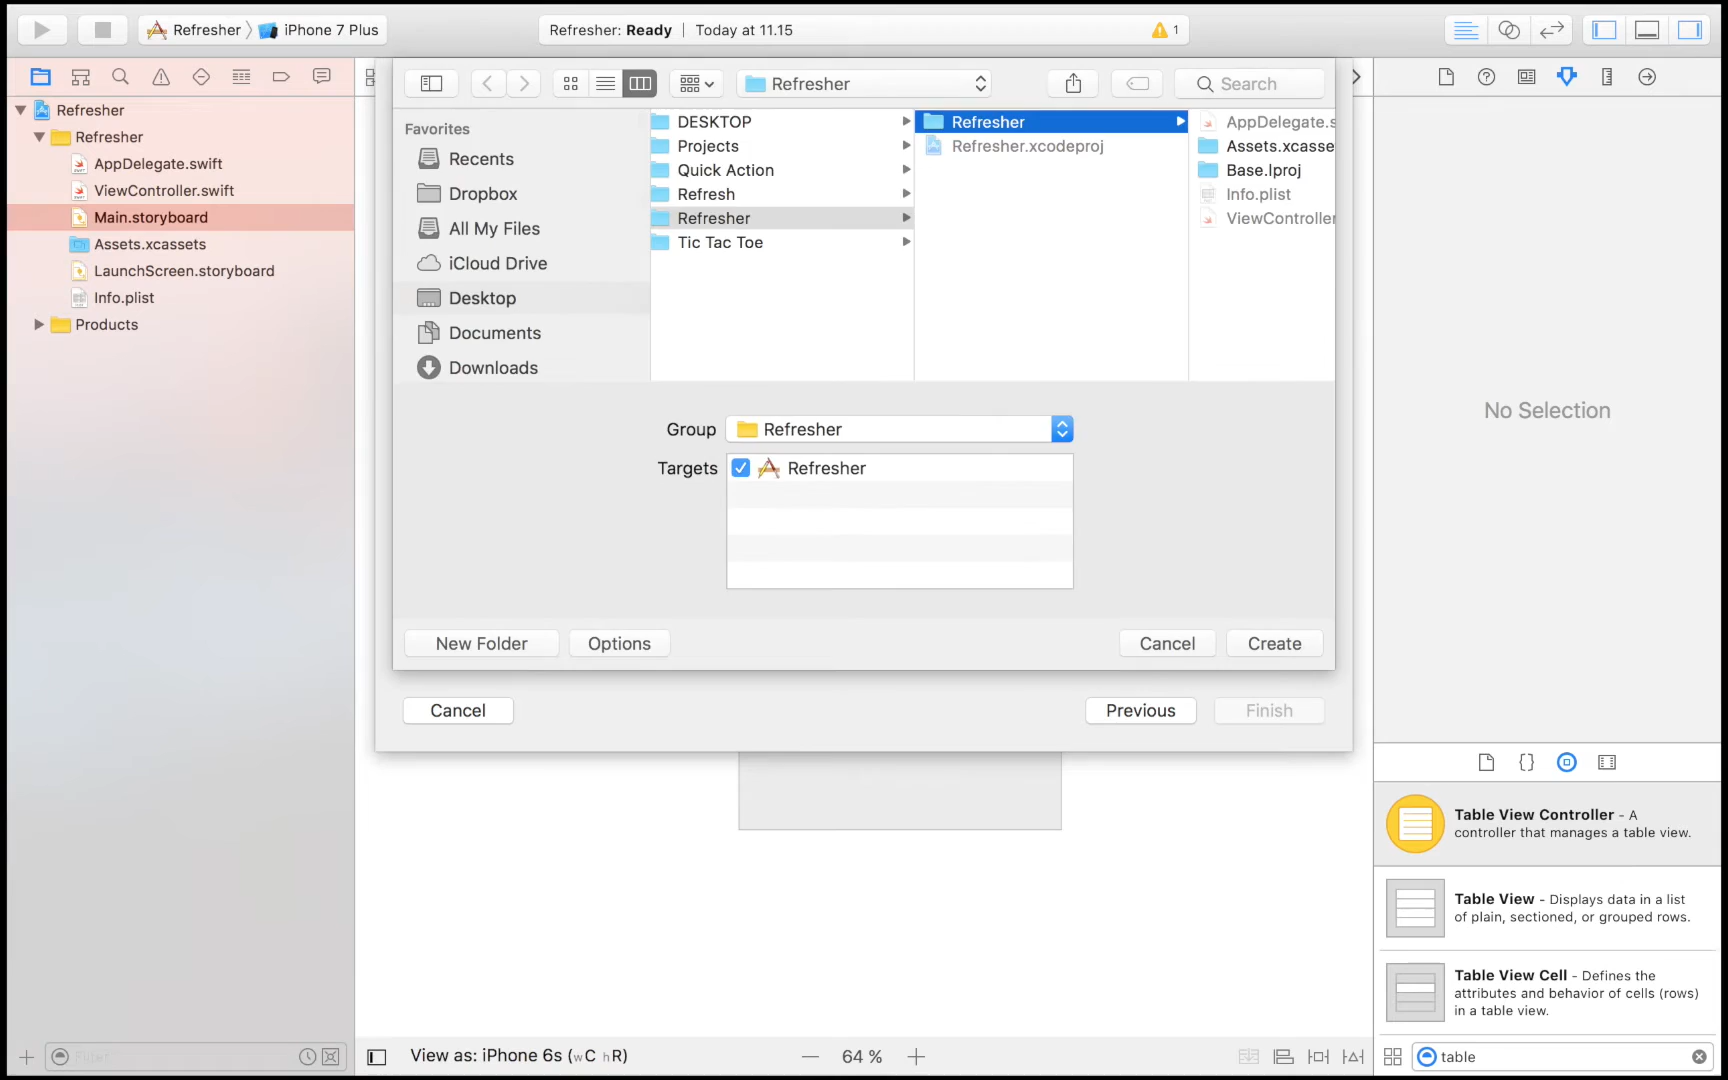 Refresher
iPhone 7 Plus
Refresher: Ready
Today at 11.15
1
Refresher
Refresher
AppDelegate.swift
ViewController.swift
Main.storyboard
Assets.xcassets
LaunchScreen.storyboard
Info.plist
Products
Filter
Refresher
Search
Favorites
Recents
Dropbox
All My Files
iCloud Drive
Desktop
Documents
Downloads
DESKTOP
Projects
Quick Action
Refresh
Refresher
Tic Tac Toe
Refresher
Refresher.xcodeproj
AppDelegate.s
Assets.xcasse
Base.lproj
Info.plist
ViewController
Group
Refresher
Targets
Refresher
New Folder
Options
Cancel
Create
Cancel
Previous
Finish
View as: iPhone 6s (wC hR)
64 %
No Selection
Table View Controller - A
controller that manages a table view.
Table View - Displays data in a list
of plain, sectioned, or grouped rows.
Table View Cell - Defines the
attributes and behavior of cells (rows)
in a table view.
table